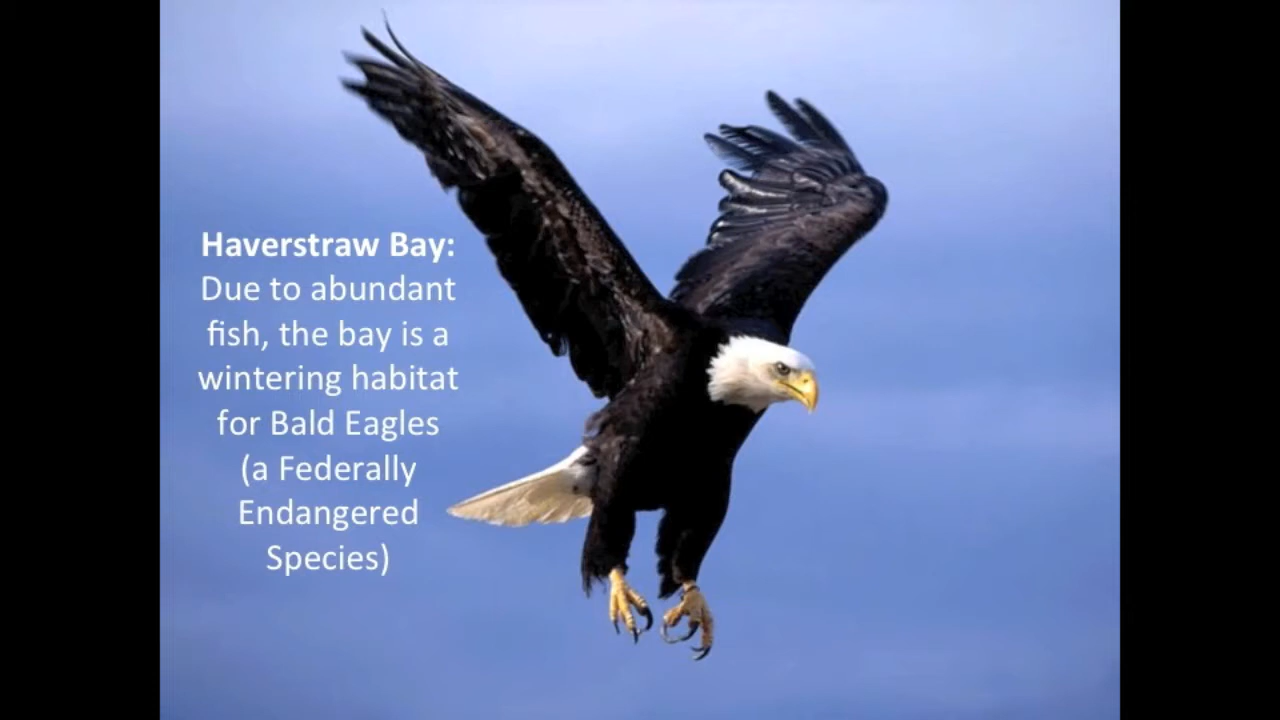 Haverstraw Bay:
Due to abundant
fish, the bay is a
wintering habitat
for Bald Eagles
(a Federally
Endangered
Species)